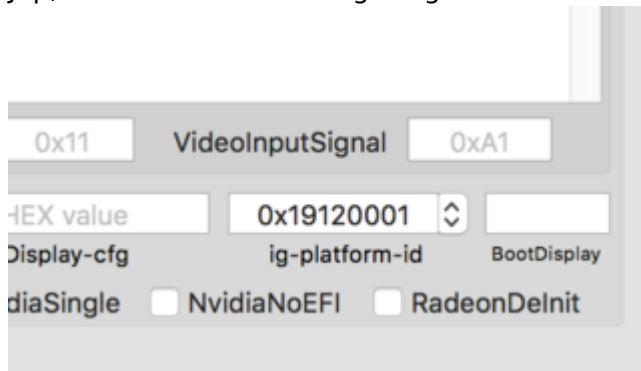 0x11 VideoInputSignal 0xA1
HEX value 0x19120001
Display-cfg ig-platform-id BootDisplay
diaSingle NvidiaNoEFI RadeonDeInit